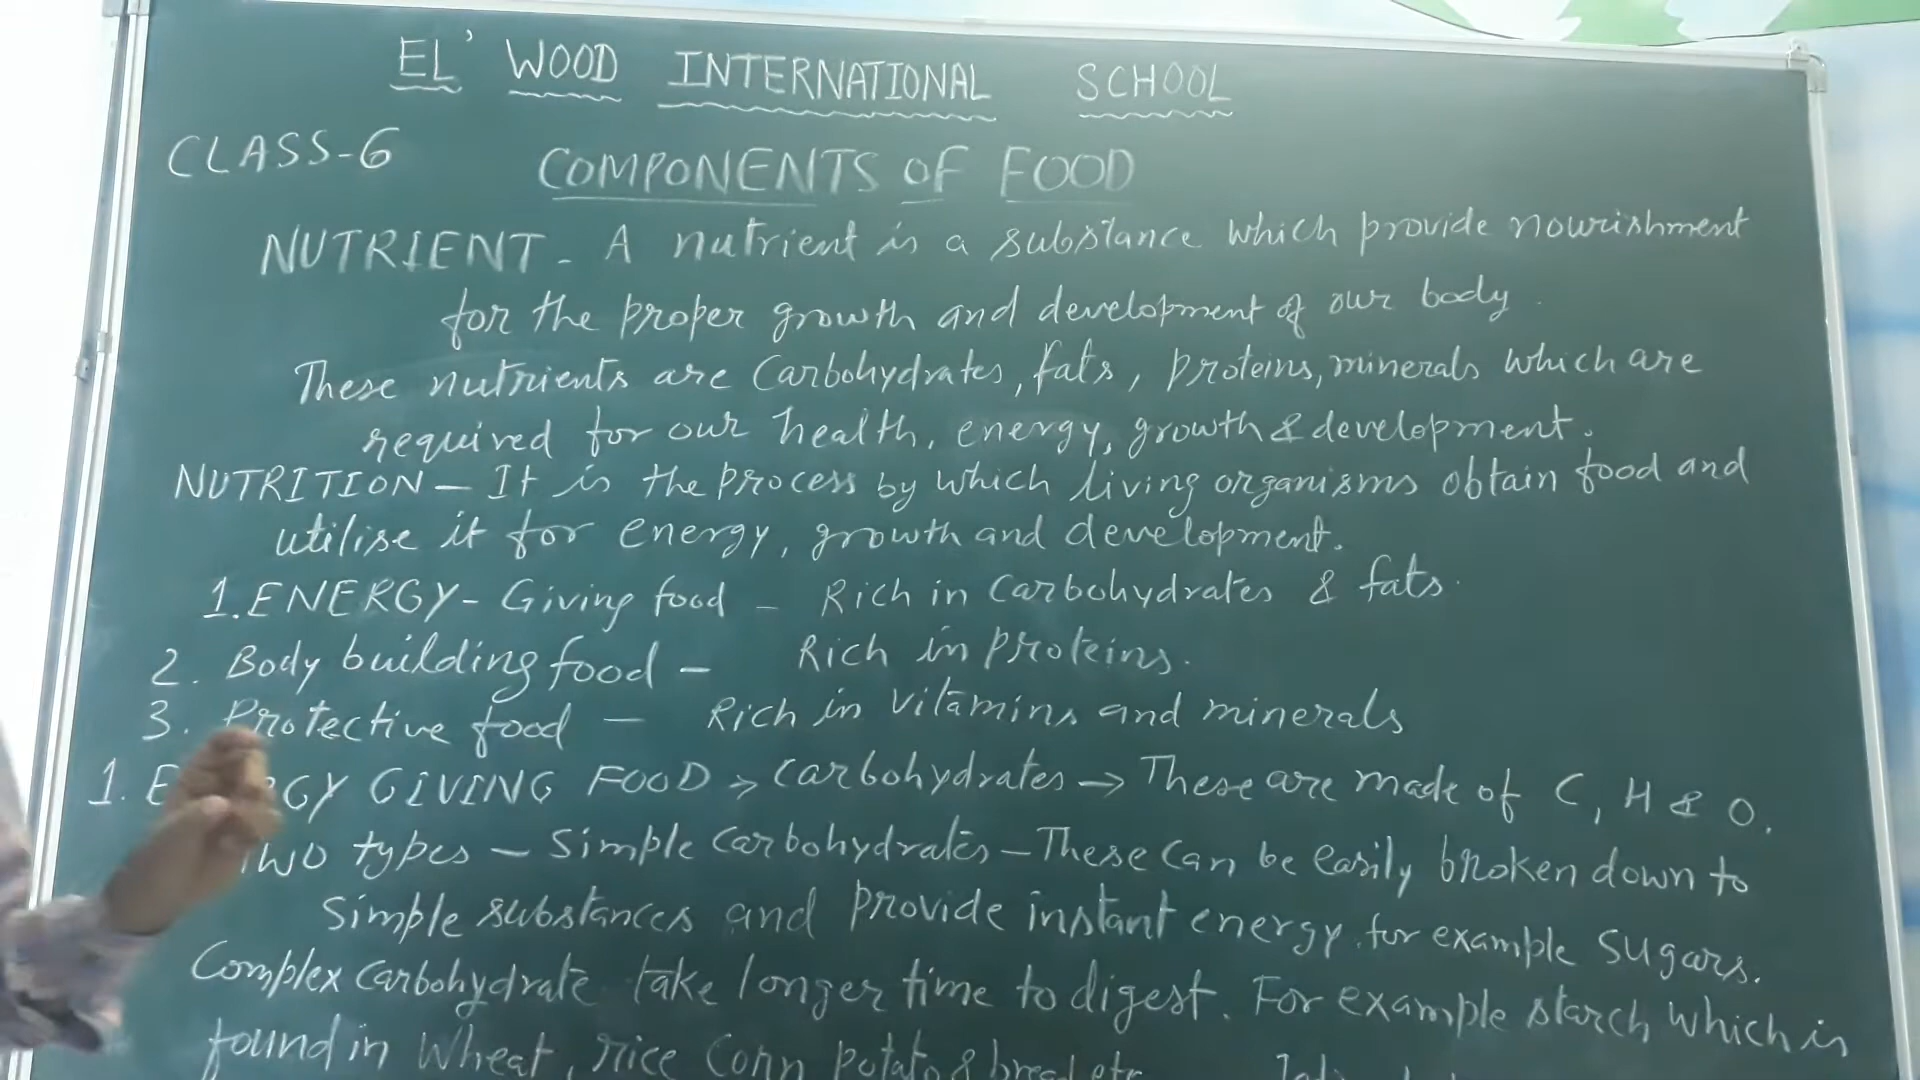 EL' WOOD INTERNATIONAL SCHOOL
CLASS-6 COMPONENTS OF FOOD
NUTRIENT - A nutrient is a substance which provide nourishment
for the proper growth and development of our body.
These nutrients are Carbohydrates, fats, proteins, minerals which are
required for our health, energy, growth & development.
NUTRITION - It is the process by which living organisms obtain food and
utilise it for energy, growth and development.
1. ENERGY - Giving food - Rich in Carbohydrates & fats.
2. Body building food - Rich in proteins.
3. Protective food - Rich in vitamins and minerals
1. GIVING FOOD > Carbohydrates → These are made of C, H & O.
Two types - Simple Carbohydrates - These can be easily broken down to
Simple substances and provide instant energy. for example sugars.
Complex Carbohydrate take longer time to digest. For example starch which is
found in Wheat, rice Corn potato & bread etc